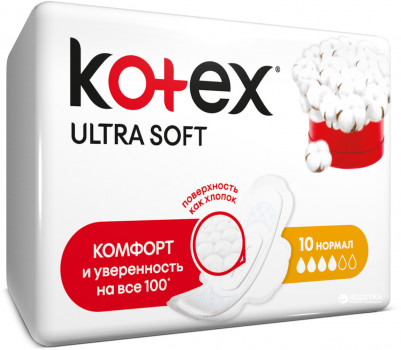 kotex®
ULTRA SOFT
поверхность
как хлопок
КОМФОРТ
и уверенность
на все 100*
10 НОРМАЛ